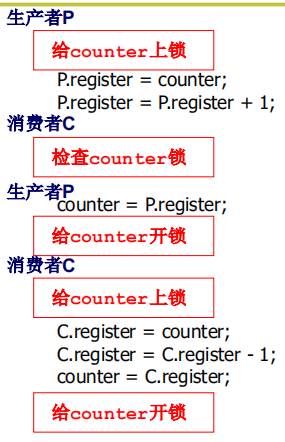 生产者P
给counter上锁
P.register = counter;
P.register = P.register + 1;
消费者C
检查counter锁
生产者P
counter = P.register;
给counter开锁
消费者C
给counter上锁
C.register = counter;
C.register = C.register - 1;
counter = C.register;
给counter开锁